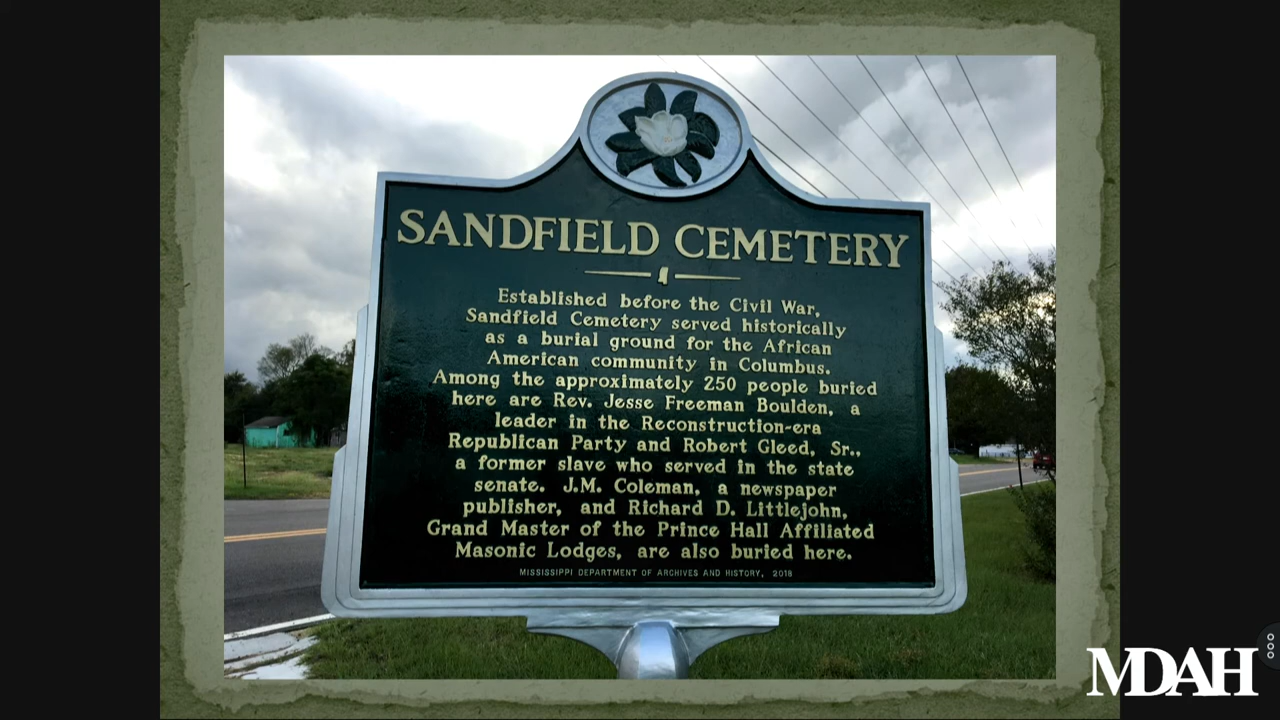 SANDFIELD CEMETERY
Established before the Civil War,
Sandfield Cemetery served historically
as a burial ground for the African
American community in Columbus.
Among the approximately 250 people buried
here are Rev. Jesse Freeman Boulden, a
leader in the Reconstruction-era
Republican Party and Robert Gleed, Sr.,
a former slave who served in the state
senate. J.M. Coleman, a newspaper
publisher, and Richard D. Littlejohn,
Grand Master of the Prince Hall Affiliated
Masonic Lodges, are also buried here.
MISSISSIPPI DEPARTMENT OF ARCHIVES AND HISTORY, 2018
MDAH